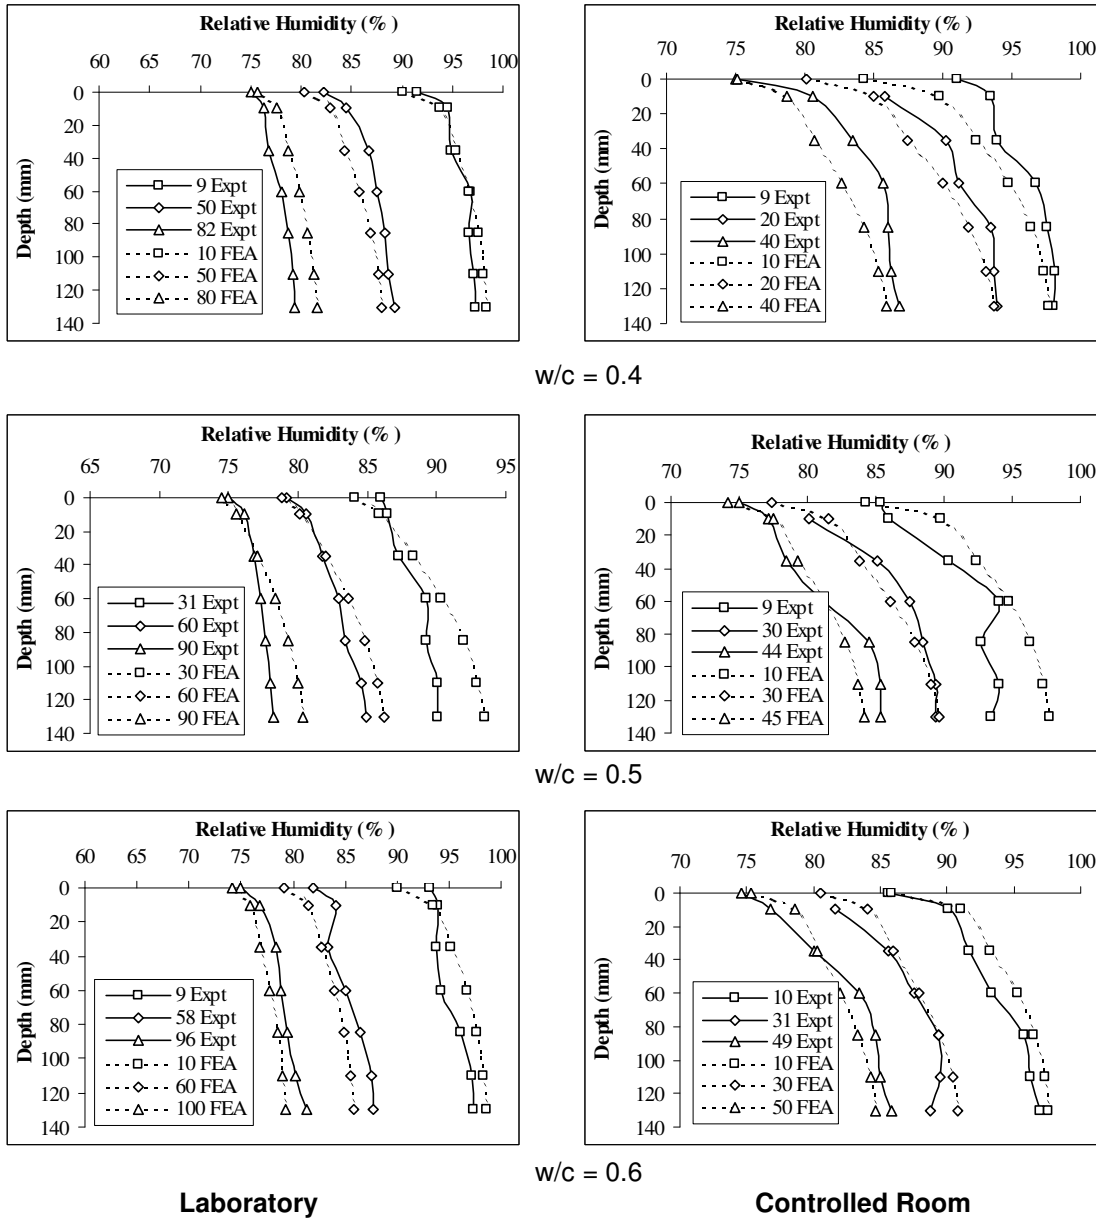 Relative Humidity (% )
60 65 70 75 80 85 90 95 100
0
20
40
60
80
100
120
140
Depth (mm)
9 Expt
50 Expt
82 Expt
10 FEA
50 FEA
80 FEA
Relative Humidity (% )
70 75 80 85 90 95 100
0
20
40
60
80
100
120
140
Depth (mm)
9 Expt
20 Expt
40 Expt
10 FEA
20 FEA
40 FEA
w/c = 0.4
Relative Humidity (% )
65 70 75 80 85 90 95
0
20
40
60
80
100
120
140
Depth (mm)
31 Expt
60 Expt
90 Expt
30 FEA
60 FEA
90 FEA
Relative Humidity (% )
70 75 80 85 90 95 100
0
20
40
60
80
100
120
140
Depth (mm)
9 Expt
30 Expt
44 Expt
10 FEA
30 FEA
45 FEA
w/c = 0.5
Relative Humidity (% )
60 65 70 75 80 85 90 95 100
0
20
40
60
80
100
120
140
Depth (mm)
9 Expt
58 Expt
96 Expt
10 FEA
60 FEA
100 FEA
Relative Humidity (% )
70 75 80 85 90 95 100
0
20
40
60
80
100
120
140
Depth (mm)
10 Expt
31 Expt
49 Expt
10 FEA
30 FEA
50 FEA
w/c = 0.6
Laboratory
Controlled Room